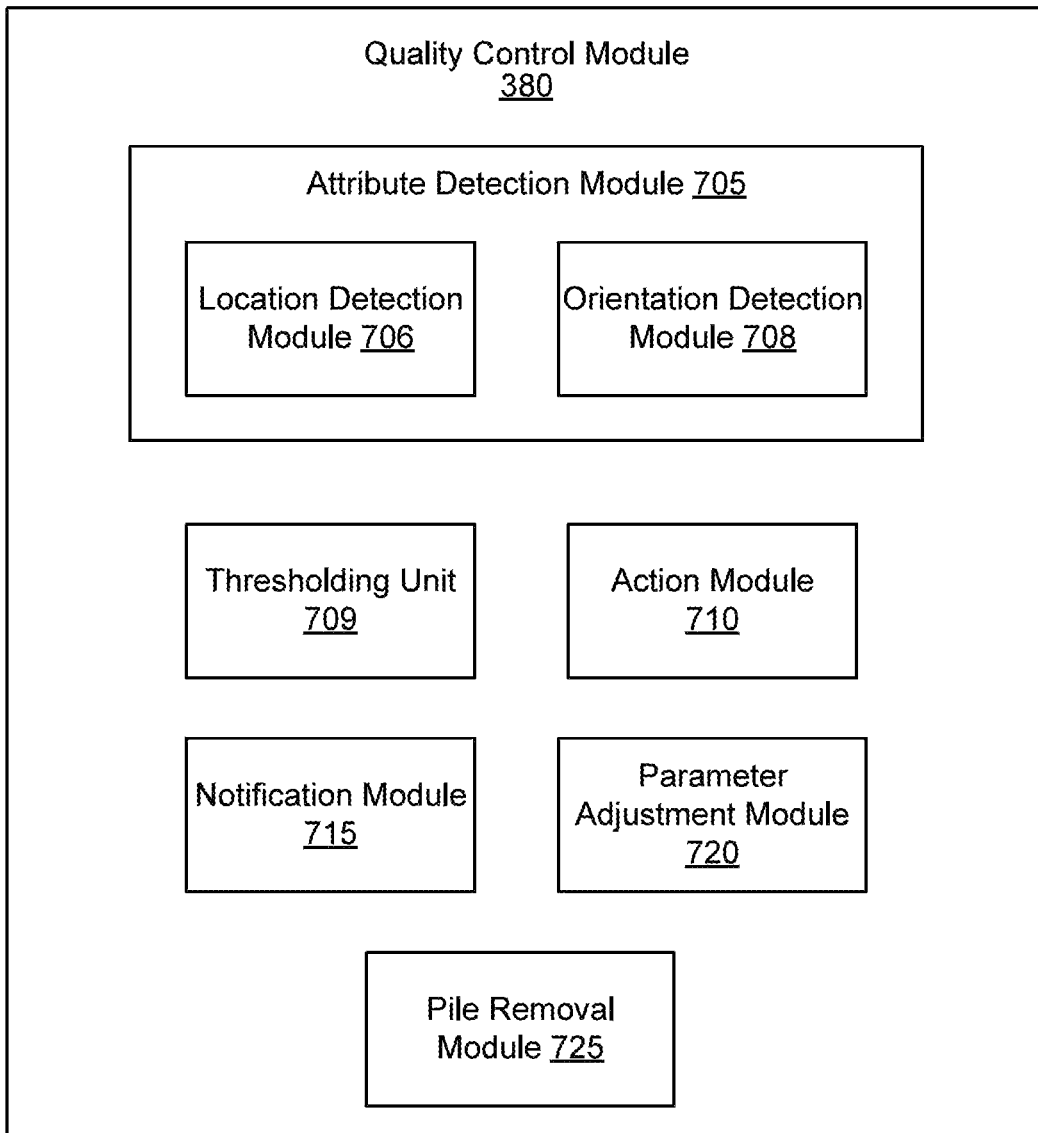 Quality Control Module
380
Attribute Detection Module 705
Location Detection
Module 706
Orientation Detection
Module 708
Thresholding Unit
709
Action Module
710
Notification Module
715
Parameter
Adjustment Module
720
Pile Removal
Module 725